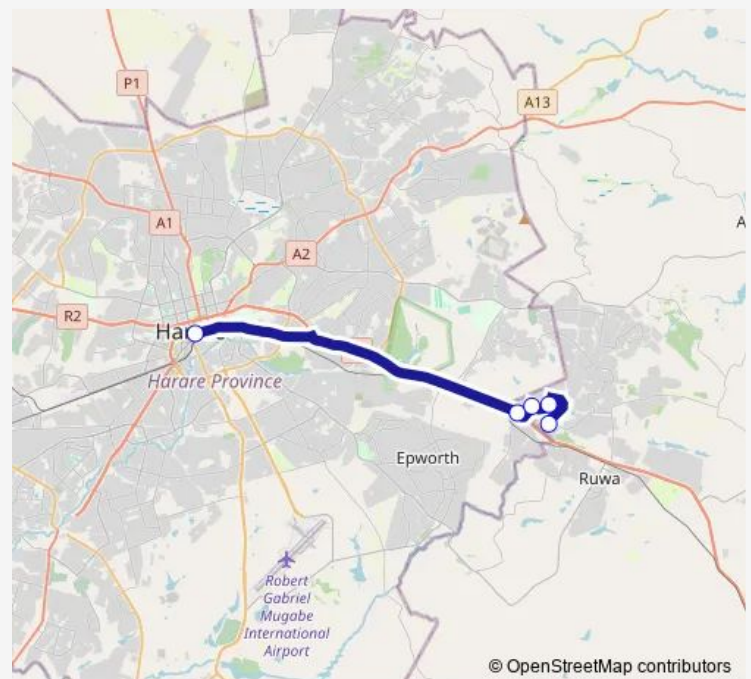 P1
A13
A1
A
A2
R2
Harare Province
Epworth
Ruwa
Robert
Gabriel
Mugabe
International
Airport
© OpenStreetMap contributors